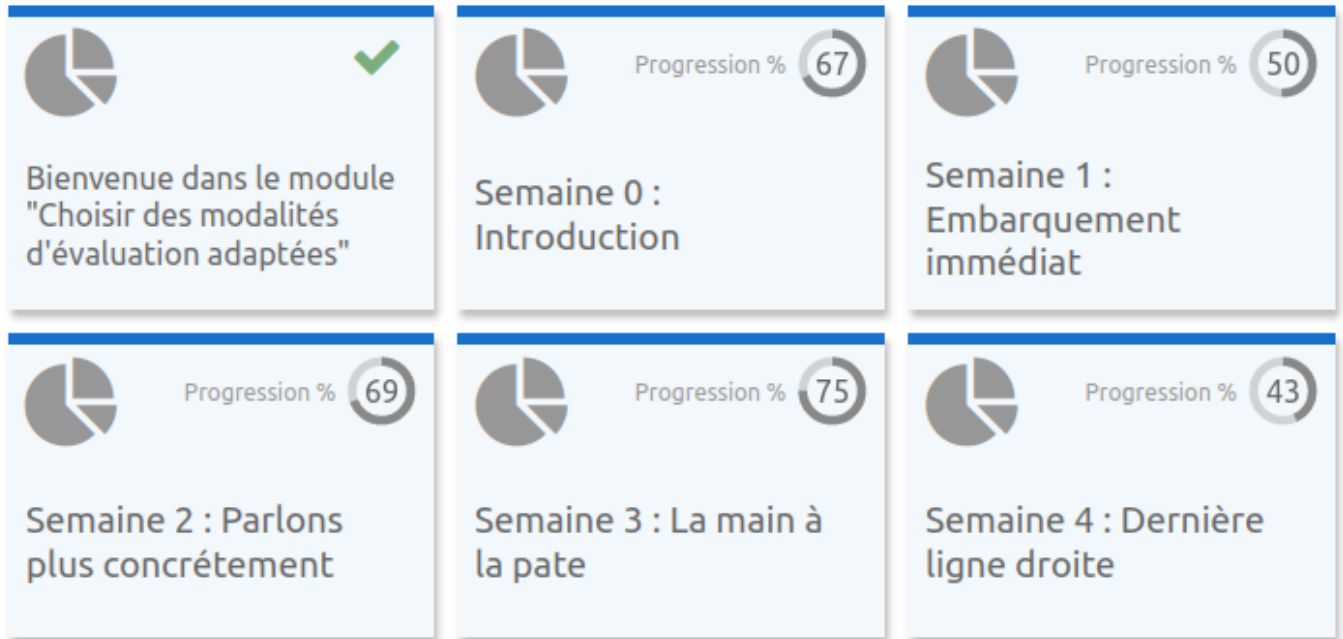 Progression % 67
Progression % 50
Bienvenue dans le module
"Choisir des modalités
d'évaluation adaptées"
Semaine 0 :
Introduction
Semaine 1 :
Embarquement
immédiat
Progression % 69
Progression % 75
Progression % 43
Semaine 2 : Parlons
plus concrétement
Semaine 3 : La main à
la pate
Semaine 4 : Dernière
ligne droite